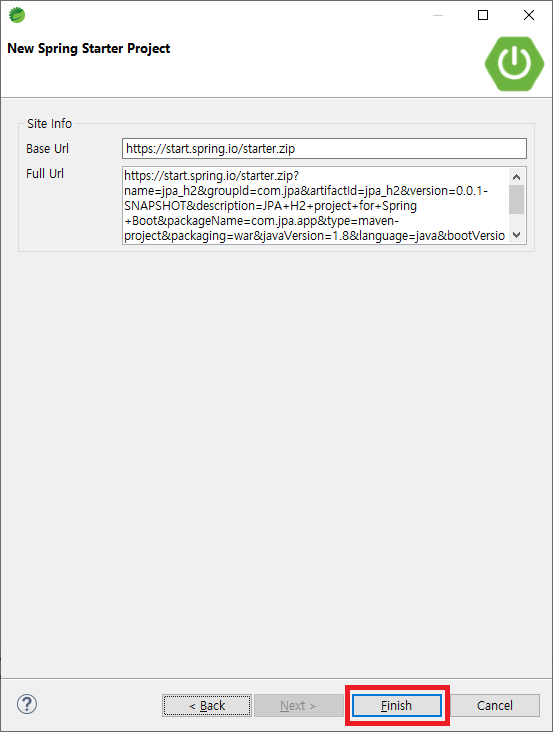 New Spring Starter Project
Site Info
Base Url
https://start.spring.io/starter.zip
Full Url
https://start.spring.io/starter.zip?
name=jpa_h2&groupId=com.jpa&artifactId=jpa_h2&version=0.0.1-
SNAPSHOT&description=JPA+H2+project+for+Spring
+Boot&packageName=com.jpa.app&type=maven-
project&packaging=war&javaVersion=1.8&language=java&bootVersio
?
< Back
Next >
Finish
Cancel